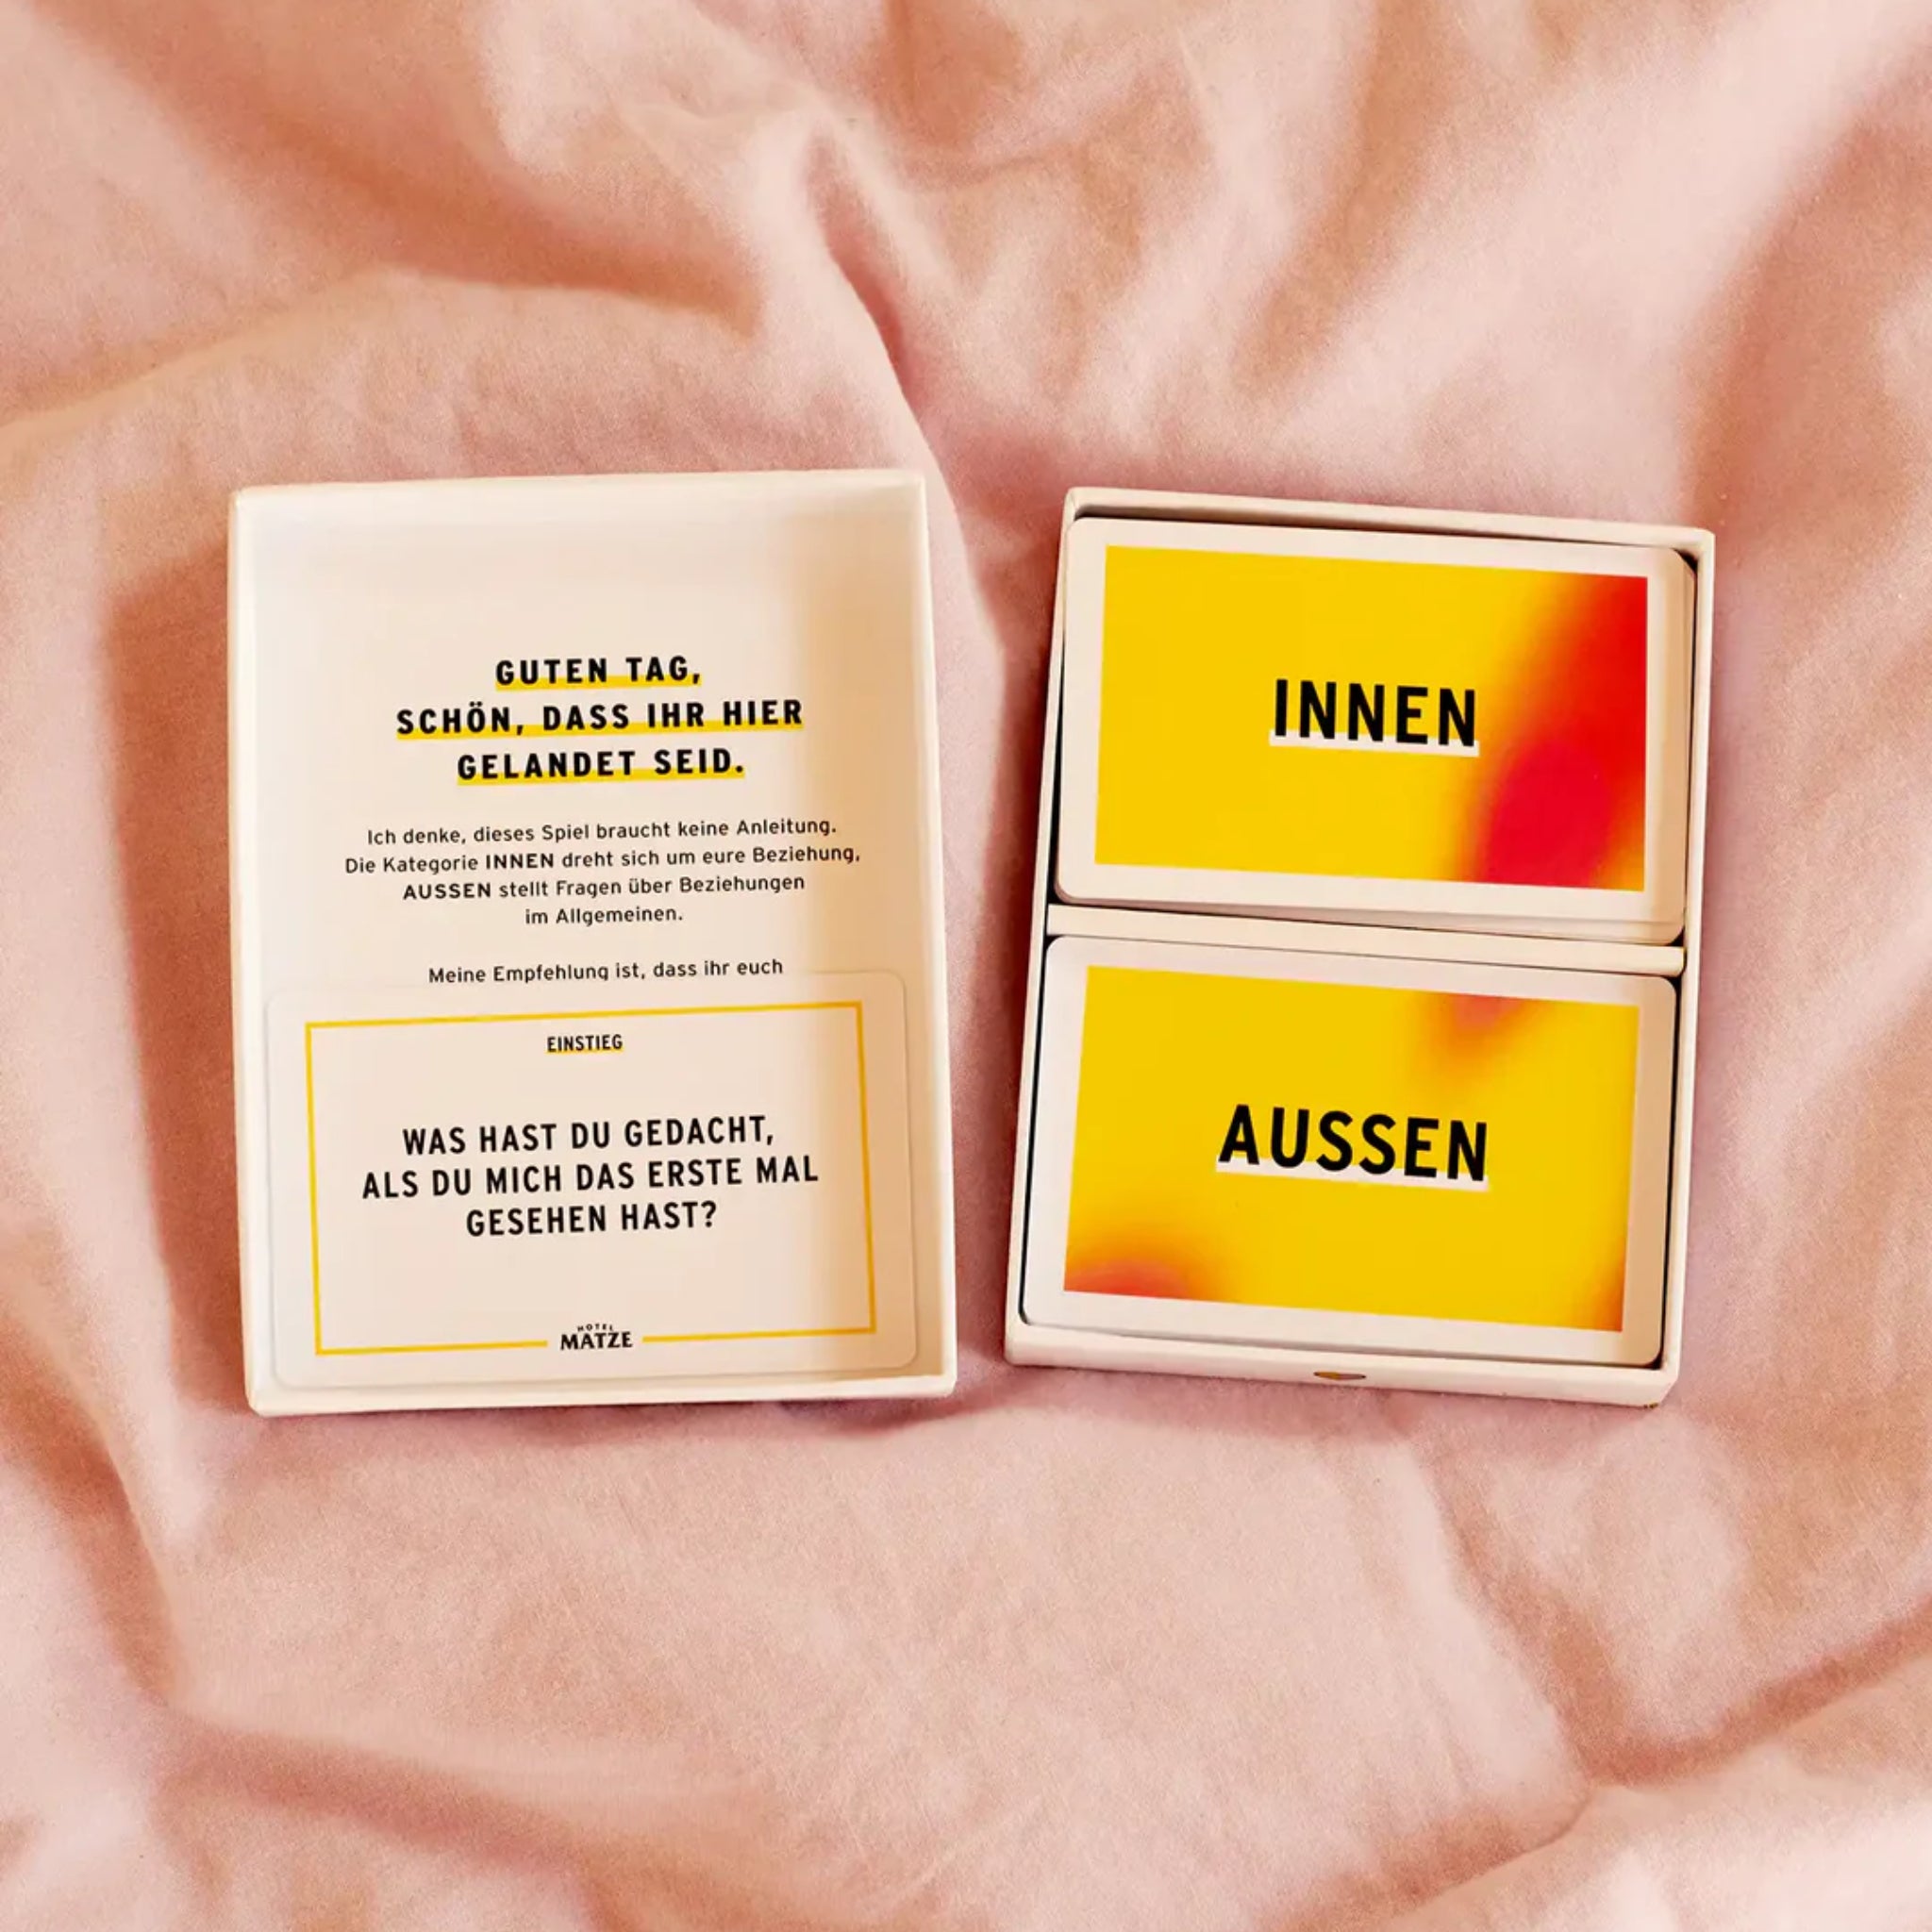 GUTEN TAG,
SCHÖN, DASS IHR HIER
GELANDET SEID.
Ich denke, dieses Spiel braucht keine Anleitung.
Die Kategorie INNEN dreht sich um eure Beziehung,
AUSSEN stellt Fragen über Beziehungen
im Allgemeinen.
Meine Empfehlung ist, dass ihr euch
EINSTIEG
WAS HAST DU GEDACHT,
ALS DU MICH DAS ERSTE MAL
GESEHEN HAST?
HOTEL
MATZE
INNEN
AUSSEN